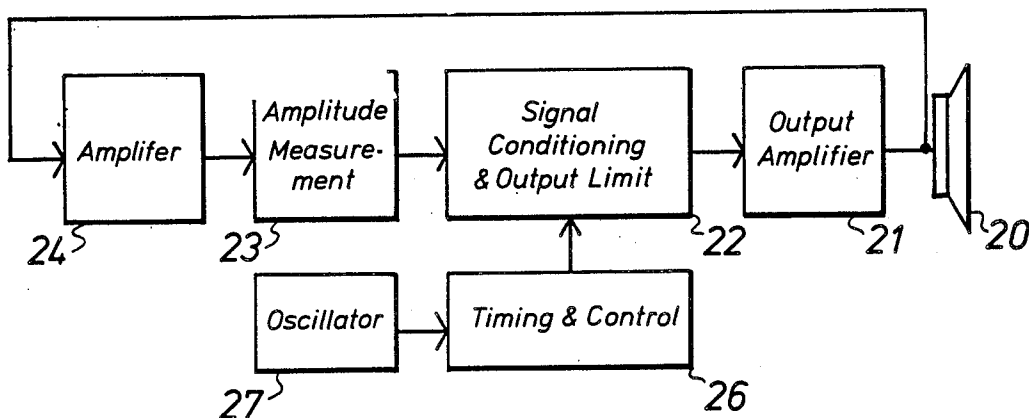 Amplifer
24
Amplitude
Measure-
ment
23
Signal
Conditioning
& Output Limit
22
Output
Amplifier
21
20
Oscillator
27
Timing & Control
26